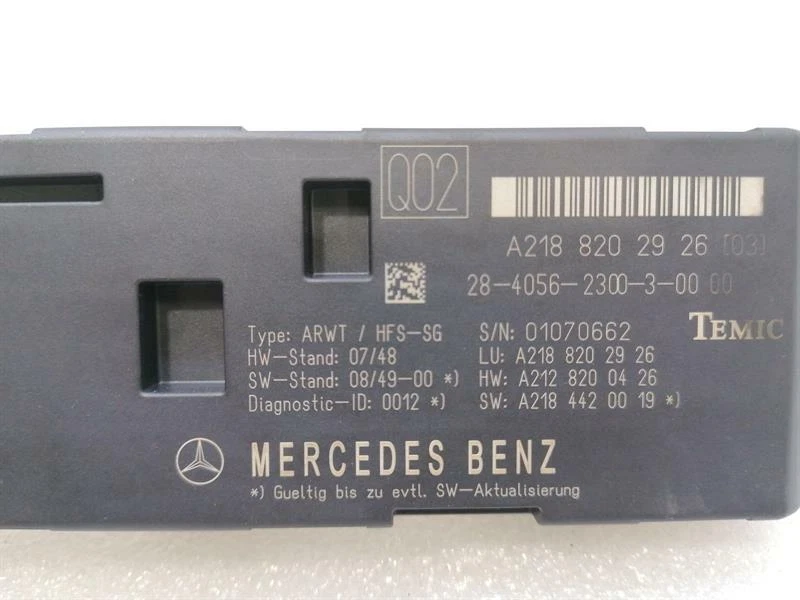 Q02
A218 820 29 26 [03]
28-4056-2300-3-00 00
TEMIC
Type: ARWT / HFS-SG S/N: 01070662
HW-Stand: 07/48 LU: A218 820 29 26
SW-Stand: 08/49-00 *) HW: A212 820 04 26
Diagnostic-ID: 0012 *) SW: A218 442 00 19 *)
MERCEDES BENZ
*) Gueltig bis zu evtl. SW-Aktualisierung